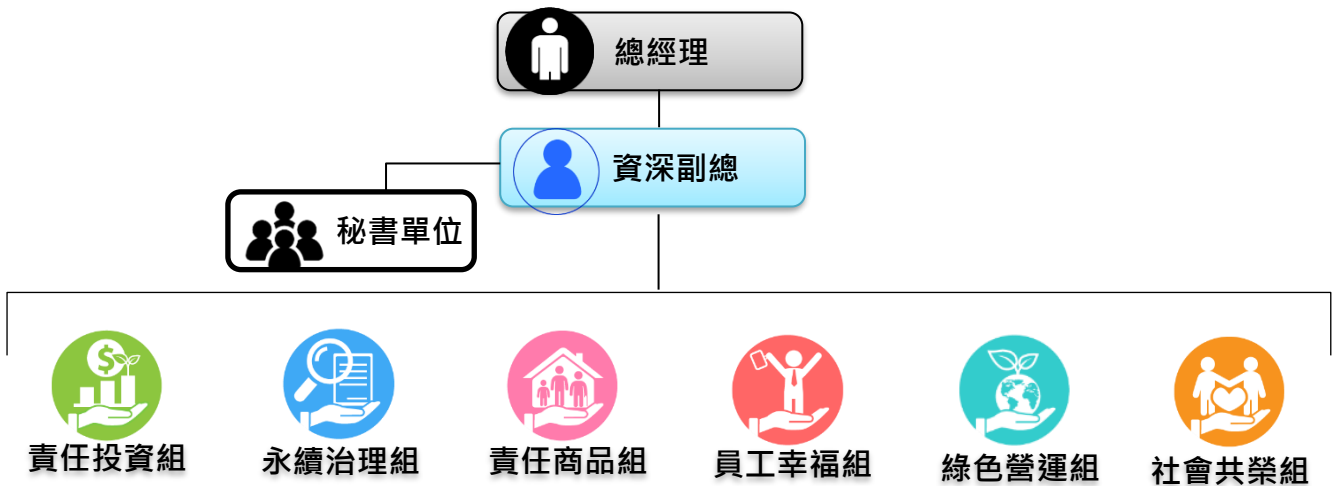 總經理
資深副總
秘書單位
責任投資組
永續治理組
責任商品組
員工幸福組
綠色營運組
社會共榮組